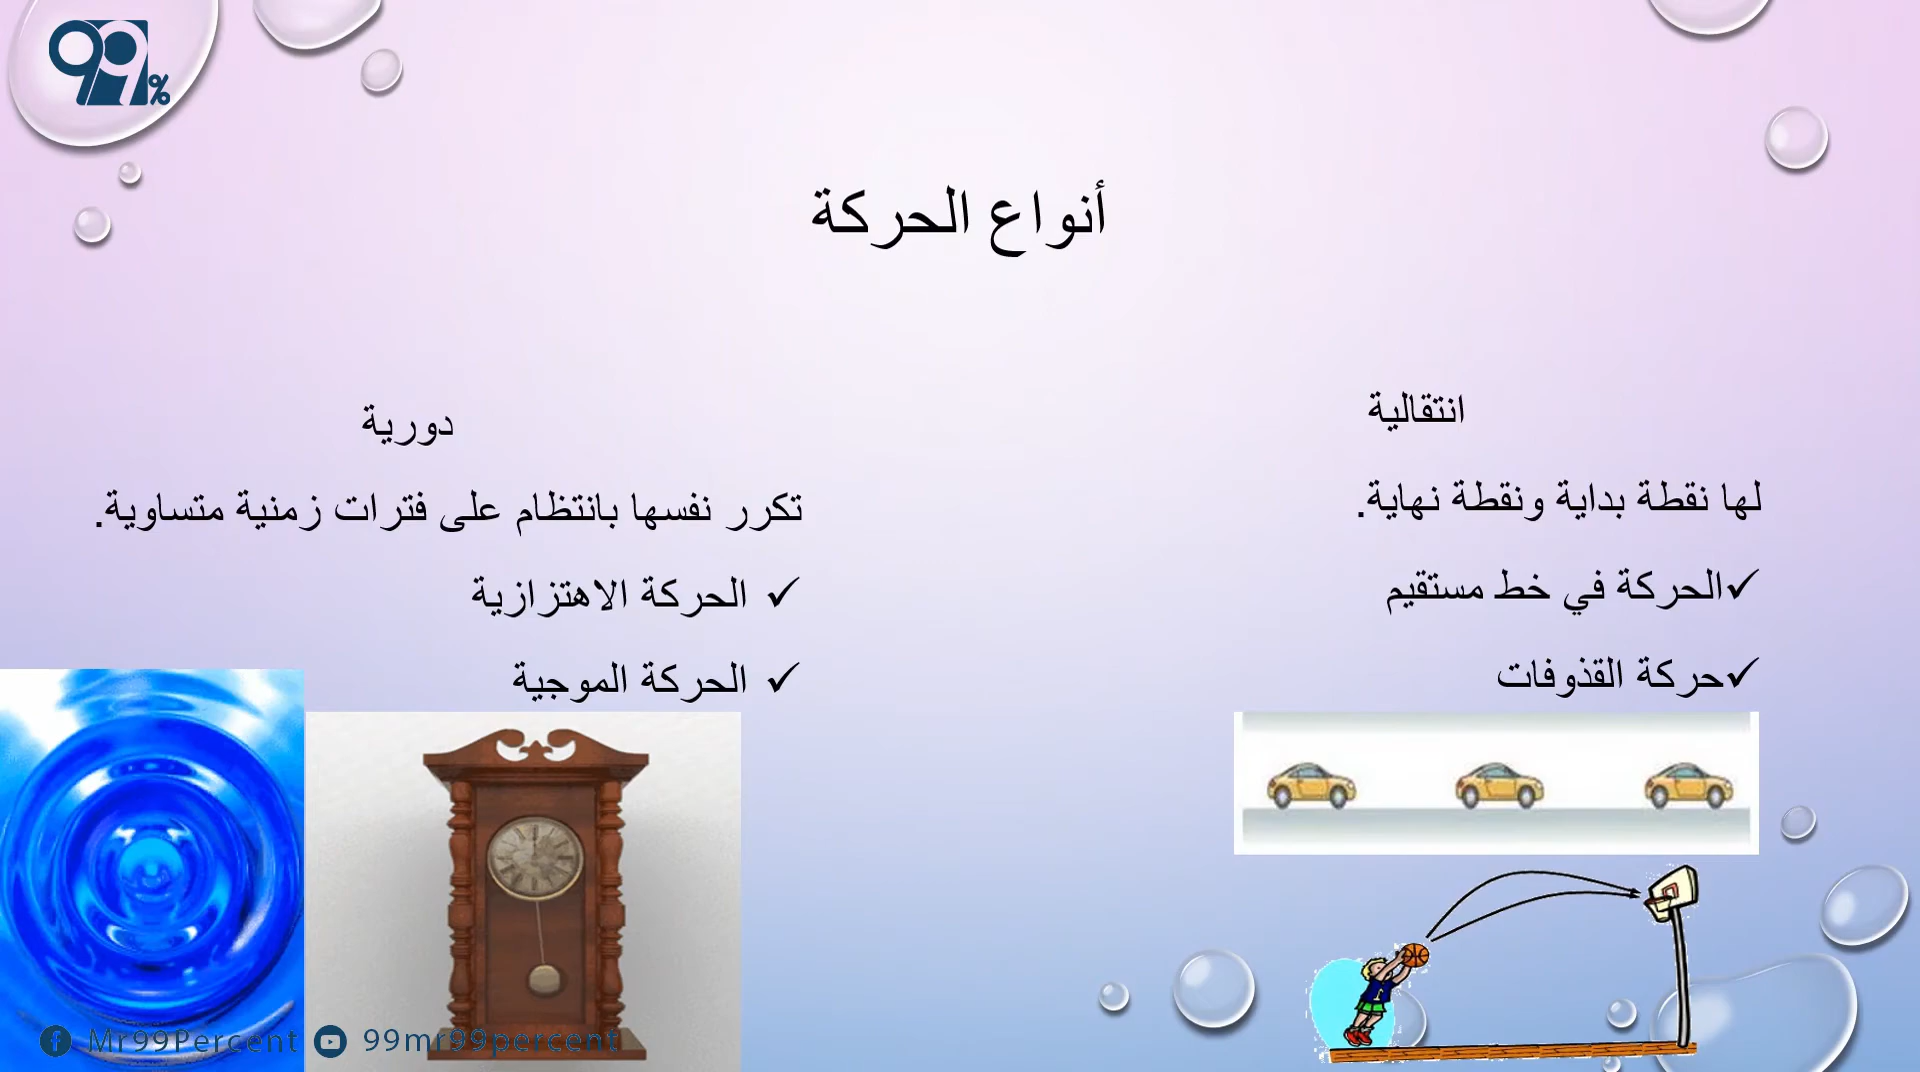 99%
أنواع الحركة
انتقالية
لها نقطة بداية ونقطة نهاية.
✓الحركة في خط مستقيم
✓حركة القذوفات
دورية
تكرر نفسها بانتظام على فترات زمنية متساوية.
✓ الحركة الاهتزازية
✓ الحركة الموجية
Mr99Percent 99mr99percent